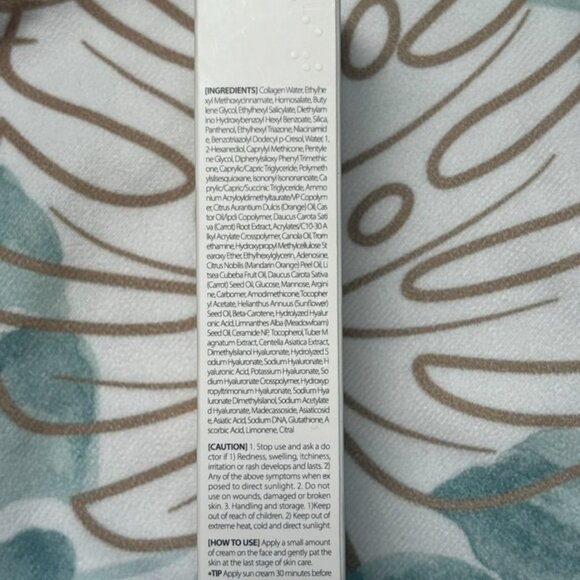 [INGREDIENTS] Collagen Water, Ethylhe
xyl Methoxycinnamate, Homosalate, Buty
lene Glycol, Ethylhexyl Salicylate, Diethylam
ino Hydroxybenzoyl Hexyl Benzoate, Silica,
Panthenol, Ethylhexyl Triazone, Niacinamid
e, Benzotriazolyl Dodecyl p-Cresol, Water, 1,
2-Hexanediol, Caprylyl Methicone, Pentyle
ne Glycol, Diphenylsiloxy Phenyl Trimethic
one, Caprylic/Capric Triglyceride, Polymeth
ylsilsesquioxane, Isononyl Isononanoate, Ca
prylic/Capric/Succinic Triglyceride, Ammo
nium Acryloyldimethyltaurate/VP Copolym
er, Citrus Aurantium Dulcis (Orange) Oil, Cas
tor Oil/Ipdi Copolymer, Daucus Carota Sati
va (Carrot) Root Extract, Acrylates/C10-30 A
lkyl Acrylate Crosspolymer, Canola Oil, Trom
ethamine, Hydroxypropyl Methylcellulose St
earoxy Ether, Ethylhexylglycerin, Adenosine,
Citrus Nobilis (Mandarin Orange) Peel Oil, Li
tsea Cubeba Fruit Oil, Daucus Carota Sativa
(Carrot) Seed Oil, Glucose, Mannose, Argini
ne, Carbomer, Amodimethicone, Tocopher
yl Acetate, Helianthus Annuus (Sunflower)
Seed Oil, Beta-Carotene, Hydrolyzed Hyalur
onic Acid, Limnanthes Alba (Meadowfoam)
Seed Oil, Ceramide NP, Tocopherol, Tuber M
agnatum Extract, Centella Asiatica Extract,
Dimethylsilanol Hyaluronate, Hydrolyzed S
odium Hyaluronate, Sodium Hyaluronate, H
yaluronic Acid, Potassium Hyaluronate, So
dium Hyaluronate Crosspolymer, Hydroxyp
ropyltrimonium Hyaluronate, Sodium Hya
luronate Dimethylsilanol, Sodium Acetylate
d Hyaluronate, Madecassoside, Asiaticosid
e, Asiatic Acid, Sodium DNA, Glutathione, A
scorbic Acid, Limonene, Citral
[CAUTION] 1. Stop use and ask a do
ctor if 1) Redness, swelling, itchiness,
irritation or rash develops and lasts. 2)
Any of the above symptoms when ex
posed to direct sunlight. 2. Do not
use on wounds, damaged or broken
skin. 3. Handling and storage. 1)Keep
out of reach of children. 2) Keep out of
extreme heat, cold and direct sunlight.
[HOW TO USE] Apply a small amount
of cream on the face and gently pat the
skin at the last stage of skin care.
*TIP Apply sun cream 30 minutes before